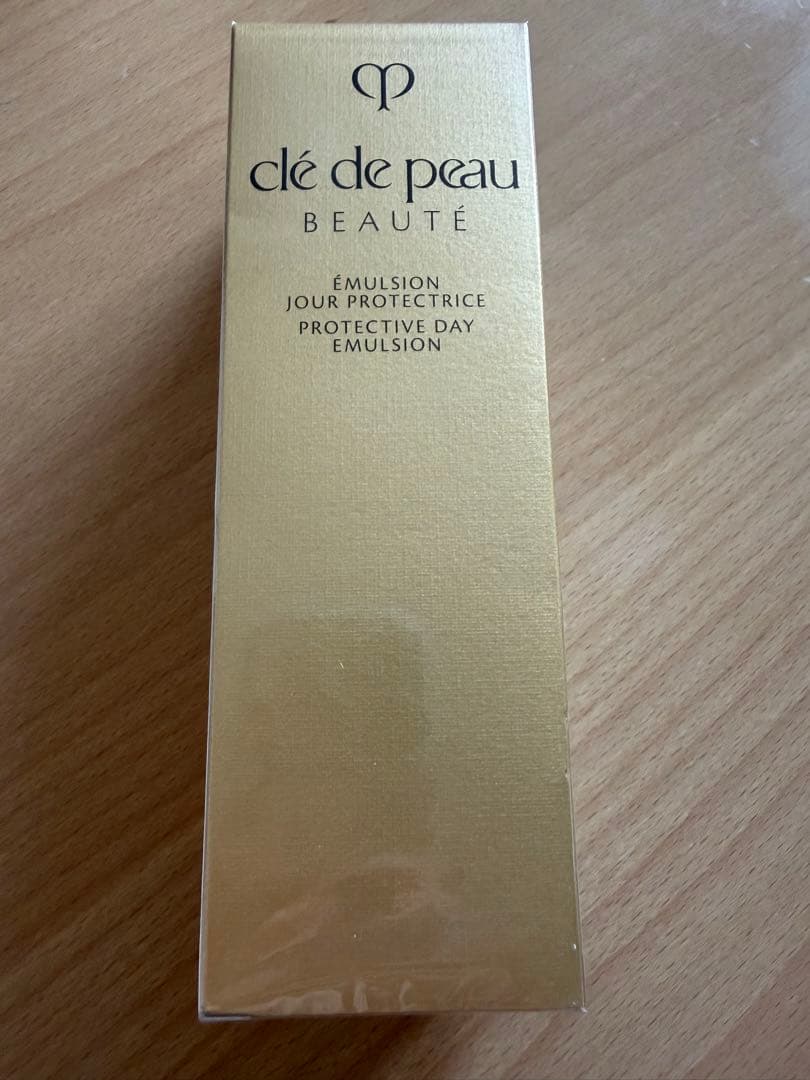 clé de peau
BEAUTÉ
ÉMULSION
JOUR PROTECTRICE
PROTECTIVE DAY
EMULSION